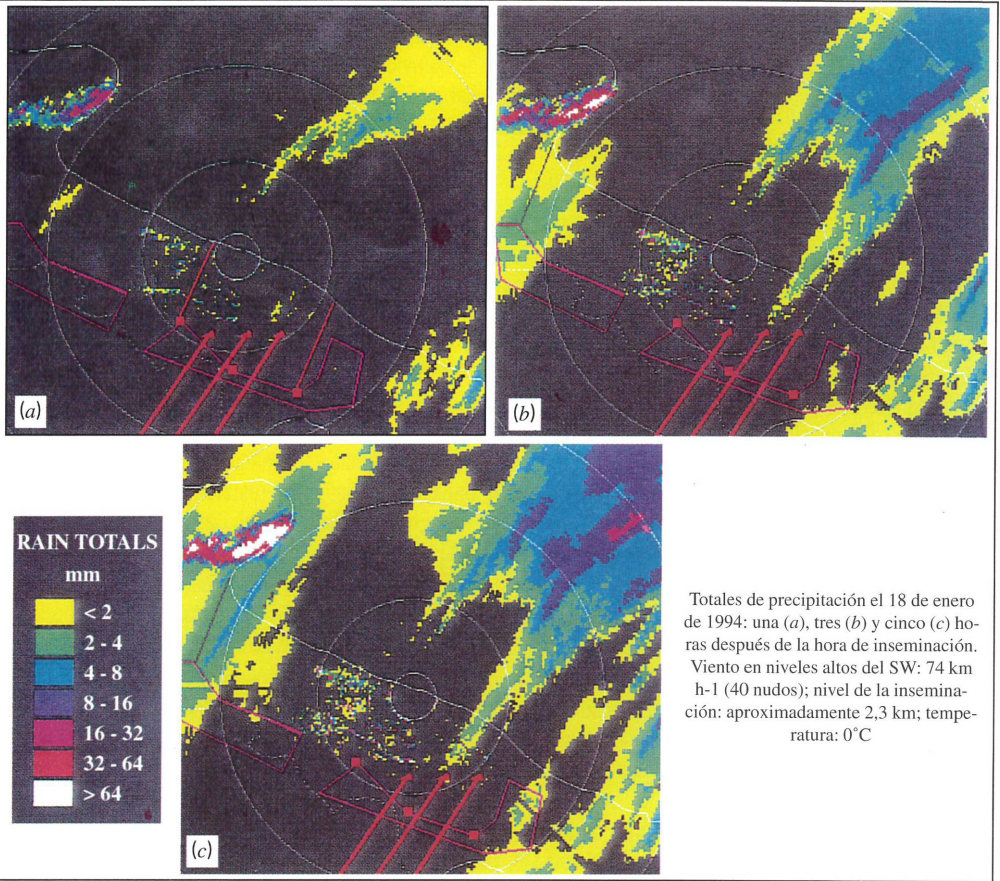 (a)
(b)
(c)
RAIN TOTALS
mm
< 2
2 - 4
4 - 8
8 - 16
16 - 32
32 - 64
> 64
Totales de precipitación el 18 de enero
de 1994: una (a), tres (b) y cinco (c) ho-
ras después de la hora de inseminación.
Viento en niveles altos del SW: 74 km
h-1 (40 nudos); nivel de la insemina-
ción: aproximadamente 2,3 km; tempe-
ratura: 0˚C